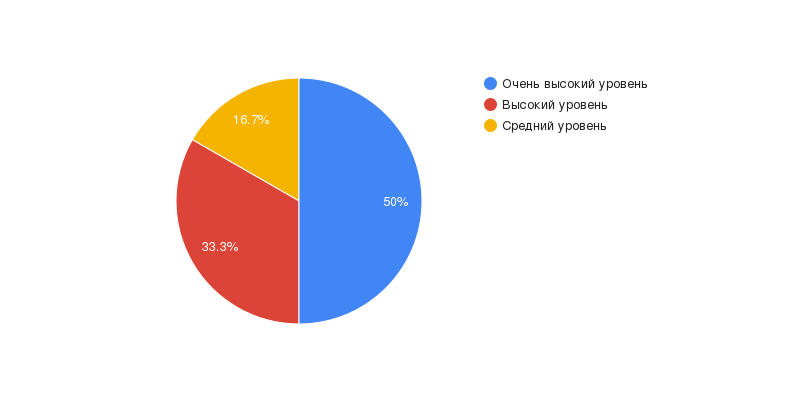 Очень высокий уровень
Высокий уровень
Средний уровень
16.7%
50%
33.3%